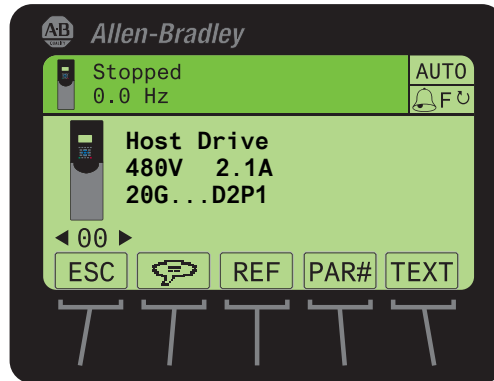 AB Allen-Bradley
Stopped
AUTO
0.0 Hz
F
Host Drive
480V 2.1A
20G...D2P1
00
ESC REF PAR# TEXT